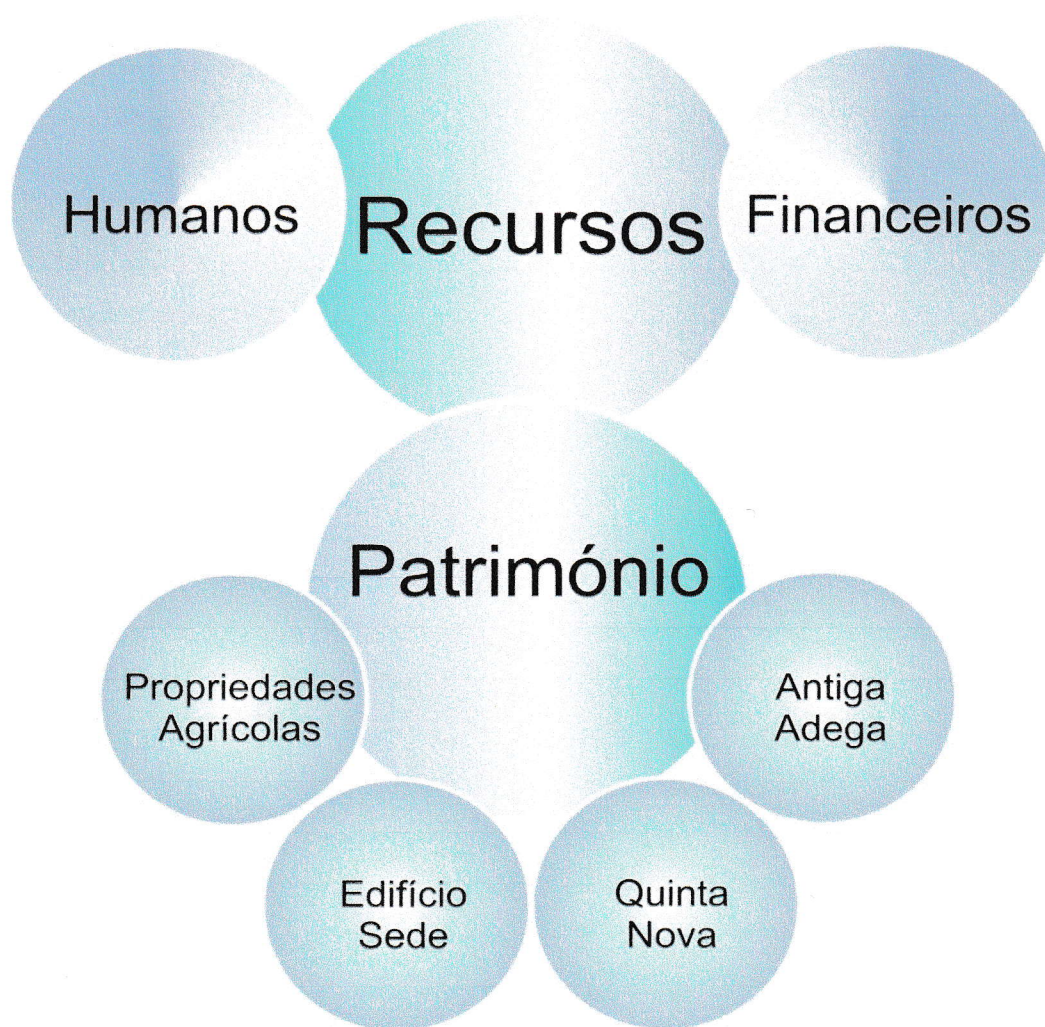 Humanos
Recursos
Financeiros
Património
Propriedades
Agrícolas
Antiga
Adega
Edifício
Sede
Quinta
Nova